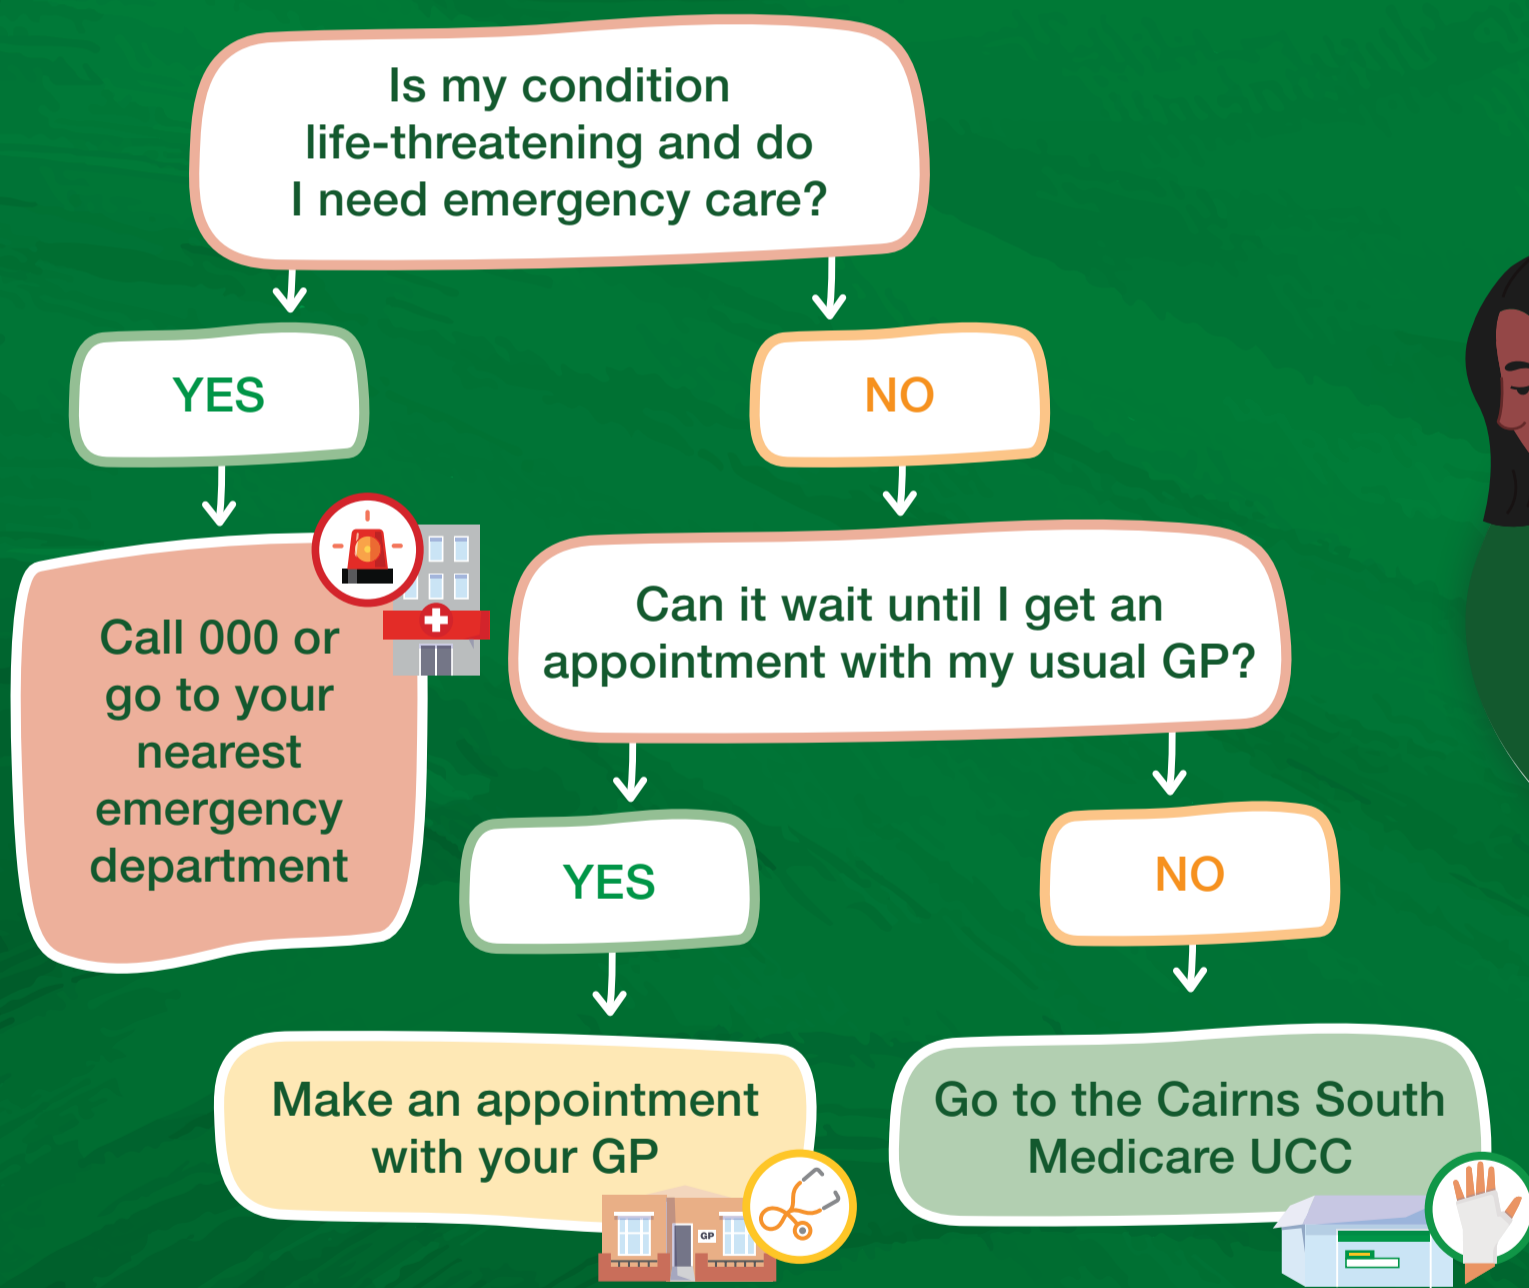 Is my condition
life-threatening and do
I need emergency care?
YES
NO
Call 000 or
go to your
nearest
emergency
department
Can it wait until I get an
appointment with my usual GP?
YES
NO
Make an appointment
with your GP
GP
Go to the Cairns South
Medicare UCC